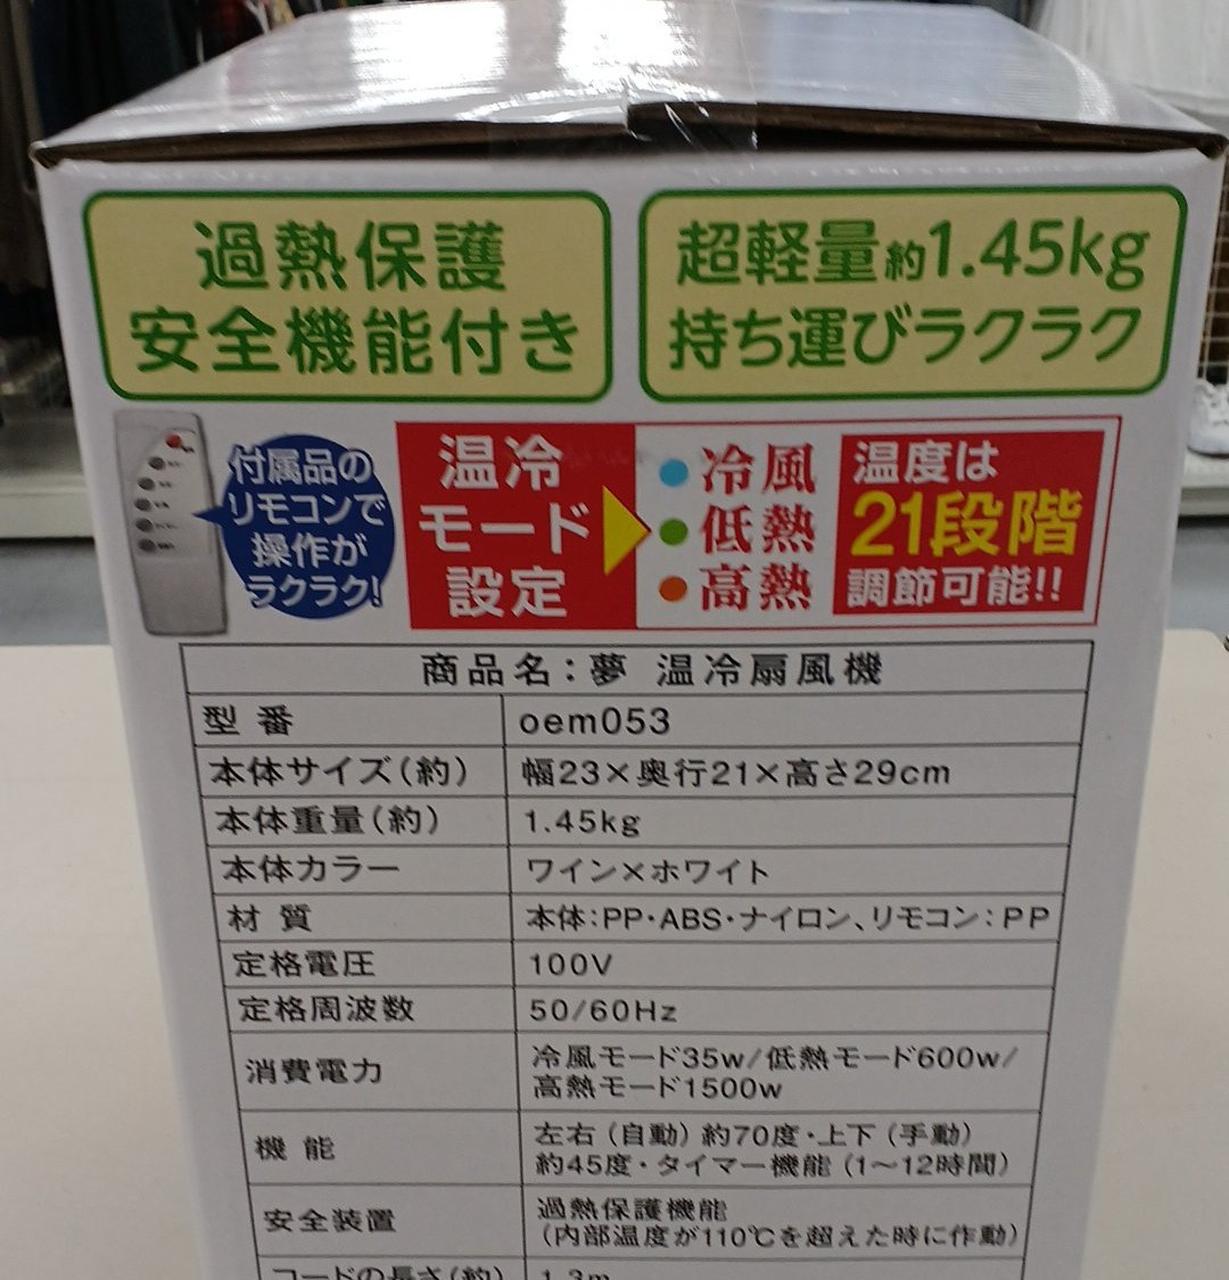 過熱保護
安全機能付き
超軽量約1.45kg
持ち運びラクラク
付属品の
リモコンで
操作が
ラクラク!
温冷
モード
設定
冷風
低熱
高熱
温度は
21段階
調節可能!!
商品名:夢 温冷扇風機
型番 oem053
本体サイズ(約) 幅23×奥行21×高さ29cm
本体重量(約) 1.45kg
本体カラー ワイン×ホワイト
材質 本体:PP・ABS・ナイロン、リモコン:PP
定格電圧 100V
定格周波数 50/60Hz
消費電力 冷風モード35w/低熱モード600w/
高熱モード1500w
機能 左右(自動)約70度・上下(手動)
約45度・タイマー機能(1〜12時間)
安全装置 過熱保護機能
(内部温度が110℃を超えた時に作動)
コードの長さ(約) 1.3m